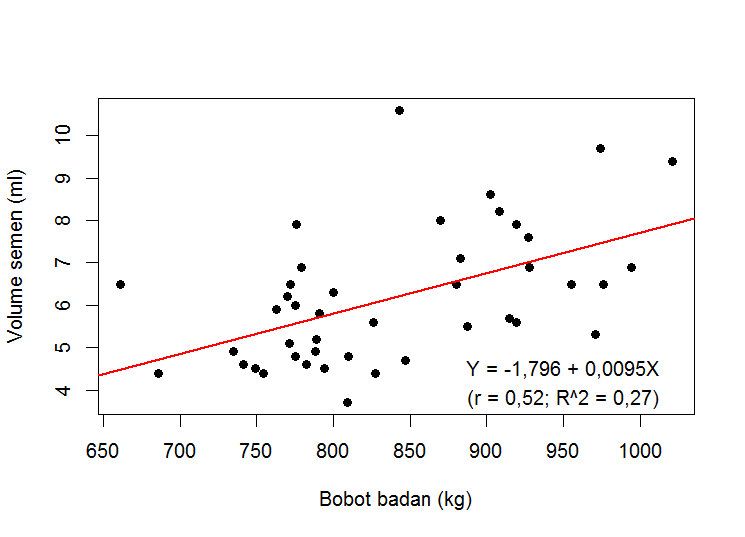 Volume semen (ml)
10
9
8
7
6
5
4
Y = -1,796 + 0,0095X
(r = 0,52; R^2 = 0,27)
650 700 750 800 850 900 950 1000
Bobot badan (kg)